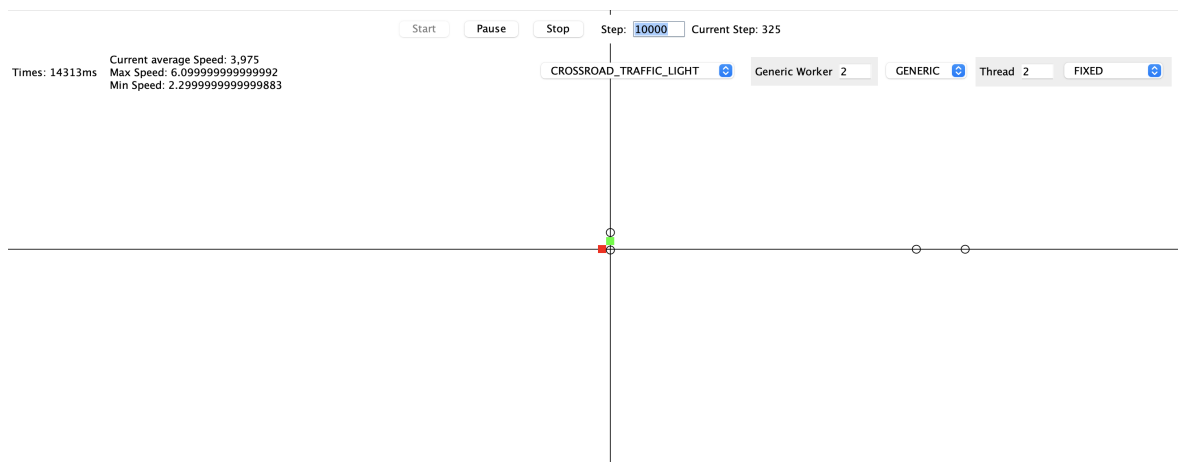 Start Pause Stop Step: 10000 Current Step: 325
Current average Speed: 3,975
Times: 14313ms Max Speed: 6.099999999999992 CROSSROAD_TRAFFIC_LIGHT Generic Worker 2 GENERIC Thread 2 FIXED
Min Speed: 2.2999999999999883